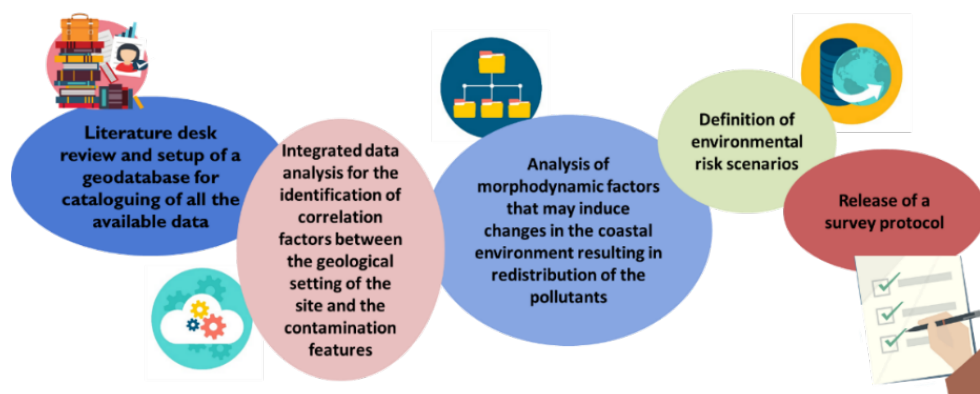 Literature desk
review and setup of a
geodatabase for
cataloguing of all the
available data
Integrated data
analysis for the
identification of
correlation
factors between
the geological
setting of the
site and the
contamination
features
Analysis of
morphodynamic factors
that may induce
changes in the coastal
environment resulting in
redistribution of the
pollutants
Definition of
environmental
risk scenarios
Release of a
survey protocol